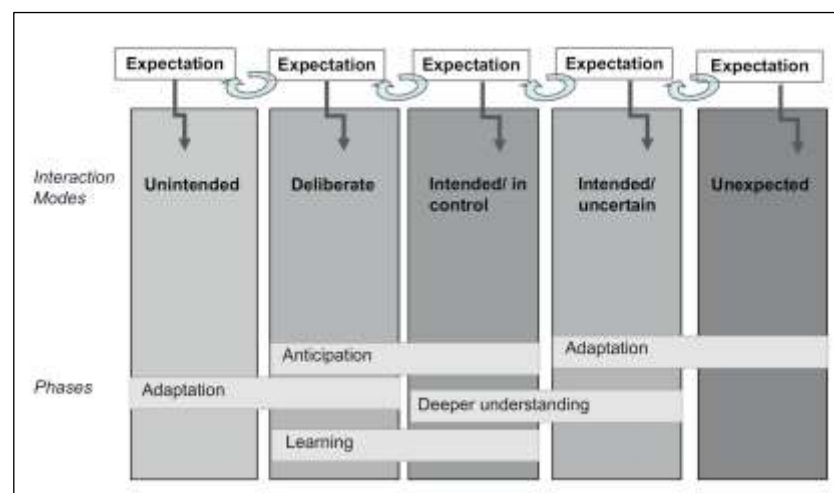 Expectation
Expectation
Expectation
Expectation
Expectation
Interaction
Modes
Unintended
Deliberate
Intended/ in
control
Intended/
uncertain
Unexpected
Phases
Anticipation
Adaptation
Adaptation
Deeper understanding
Learning